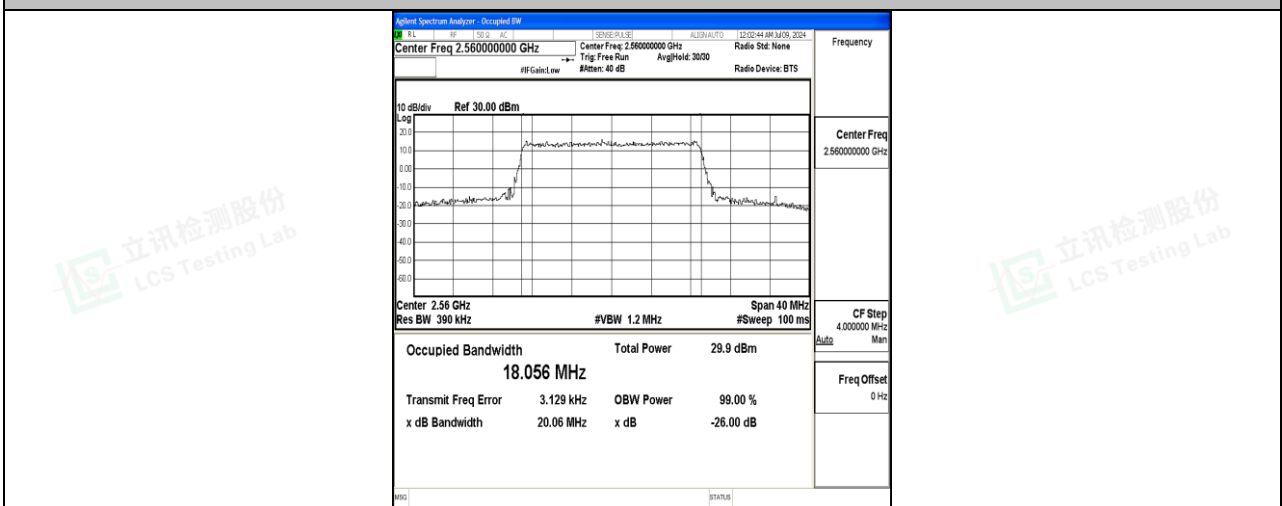 Agilent Spectrum Analyzer - Occupied BW
RL RF 50 Ω AC SENSE:PULSE ALIGN AUTO 12:02:44 AM Jul 09, 2024
Center Freq 2.560000000 GHz
Center Freq: 2.560000000 GHz
Radio Std: None
Trig: Free Run Avg|Hold: 30/30
#IFGain:Low #Atten: 40 dB Radio Device: BTS
10 dB/div Ref 30.00 dBm
Log
20.0
10.0
0.00
-10.0
-20.0
-30.0
-40.0
-50.0
-60.0
Center 2.56 GHz Span 40 MHz
Res BW 390 kHz #VBW 1.2 MHz #Sweep 100 ms
Occupied Bandwidth Total Power 29.9 dBm
18.056 MHz
Transmit Freq Error 3.129 kHz OBW Power 99.00 %
x dB Bandwidth 20.06 MHz x dB -26.00 dB
MSG STATUS
Frequency
Center Freq
2.560000000 GHz
CF Step
4.000000 MHz
Auto Man
Freq Offset
0 Hz
立讯检测股份
LCS Testing Lab
立讯检测股份
LCS Testing Lab